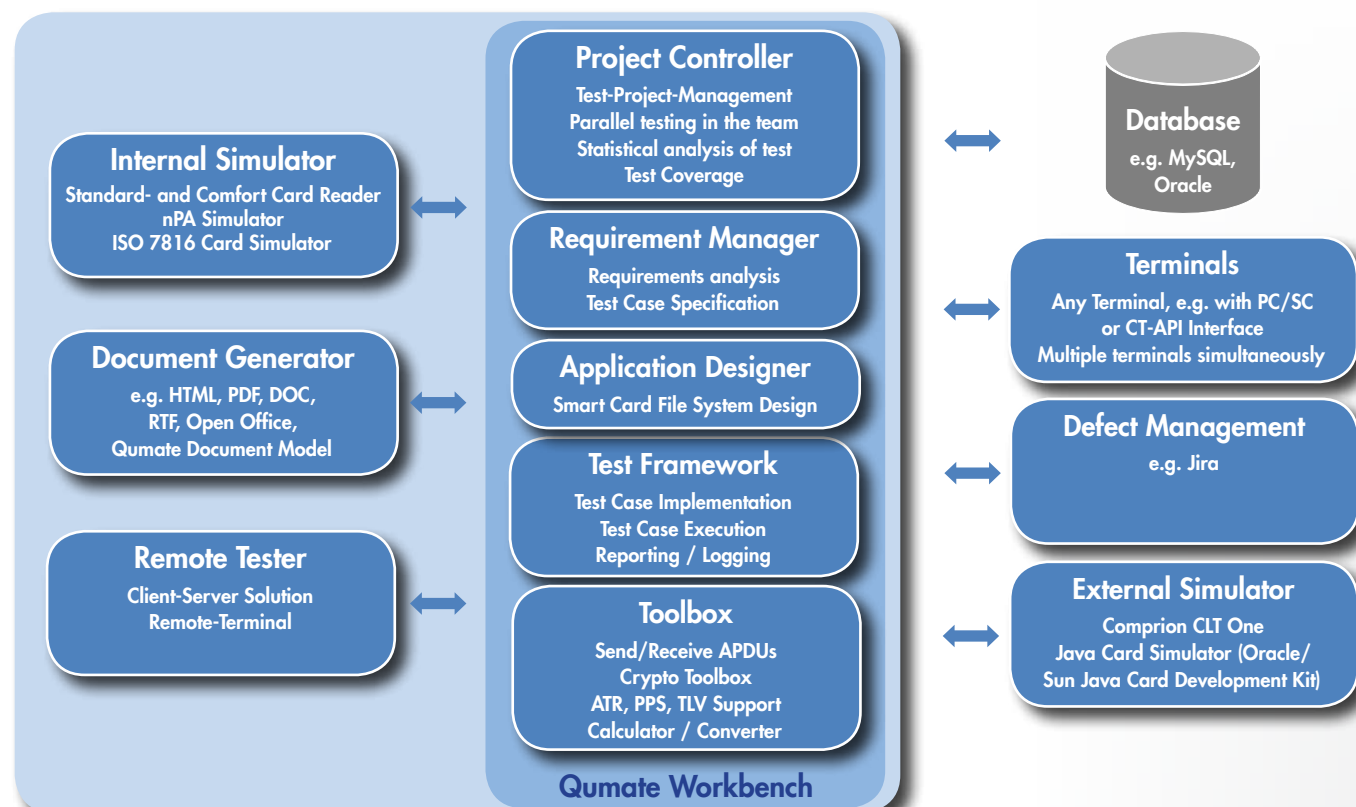 Internal Simulator
Standard- and Comfort Card Reader
nPA Simulator
ISO 7816 Card Simulator
Document Generator
e.g. HTML, PDF, DOC,
RTF, Open Office,
Qumate Document Model
Remote Tester
Client-Server Solution
Remote-Terminal
Project Controller
Test-Project-Management
Parallel testing in the team
Statistical analysis of test
Test Coverage
Requirement Manager
Requirements analysis
Test Case Specification
Application Designer
Smart Card File System Design
Test Framework
Test Case Implementation
Test Case Execution
Reporting / Logging
Toolbox
Send/Receive APDUs
Crypto Toolbox
ATR, PPS, TLV Support
Calculator / Converter
Qumate Workbench
Database
e.g. MySQL,
Oracle
Terminals
Any Terminal, e.g. with PC/SC
or CT-API Interface
Multiple terminals simultaneously
Defect Management
e.g. Jira
External Simulator
Comprion CLT One
Java Card Simulator (Oracle/
Sun Java Card Development Kit)